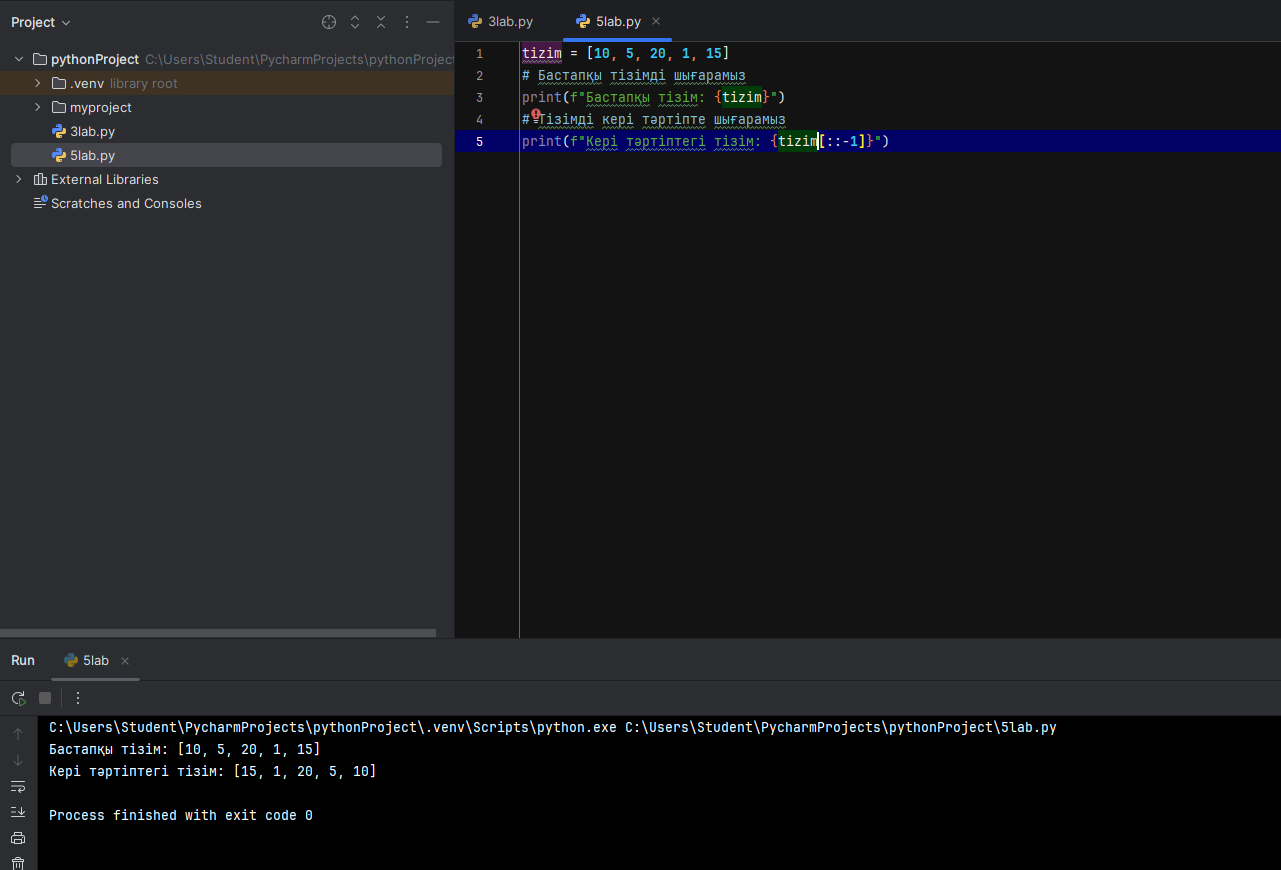 Project
3lab.py
5lab.py
pythonProject C:\Users\Student\PycharmProjects\pythonProjec
.venv library root
myproject
3lab.py
5lab.py
External Libraries
Scratches and Consoles
1 tizim = [10, 5, 20, 1, 15]
2 # Бастапқы тізімді шығарамыз
3 print(f"Бастапқы тізім: {tizim}")
4 # Тізімді кері тәртіпте шығарамыз
5 print(f"Кері тәртіптегі тізім: {tizim[::-1]}")
Run 5lab
C:\Users\Student\PycharmProjects\pythonProject\.venv\Scripts\python.exe C:\Users\Student\PycharmProjects\pythonProject\5lab.py
Бастапқы тізім: [10, 5, 20, 1, 15]
Кері тәртіптегі тізім: [15, 1, 20, 5, 10]
Process finished with exit code 0